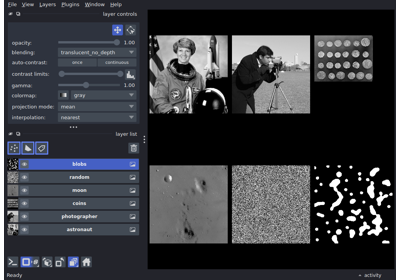 File View Layers Plugins Window Help
layer controls
opacity: 1.00
blending: translucent_no_depth
auto-contrast: once continuous
contrast limits:
gamma: 1.00
colormap: gray
projection mode: mean
interpolation: nearest
layer list
blobs
random
moon
coins
photographer
astronaut
Ready activity